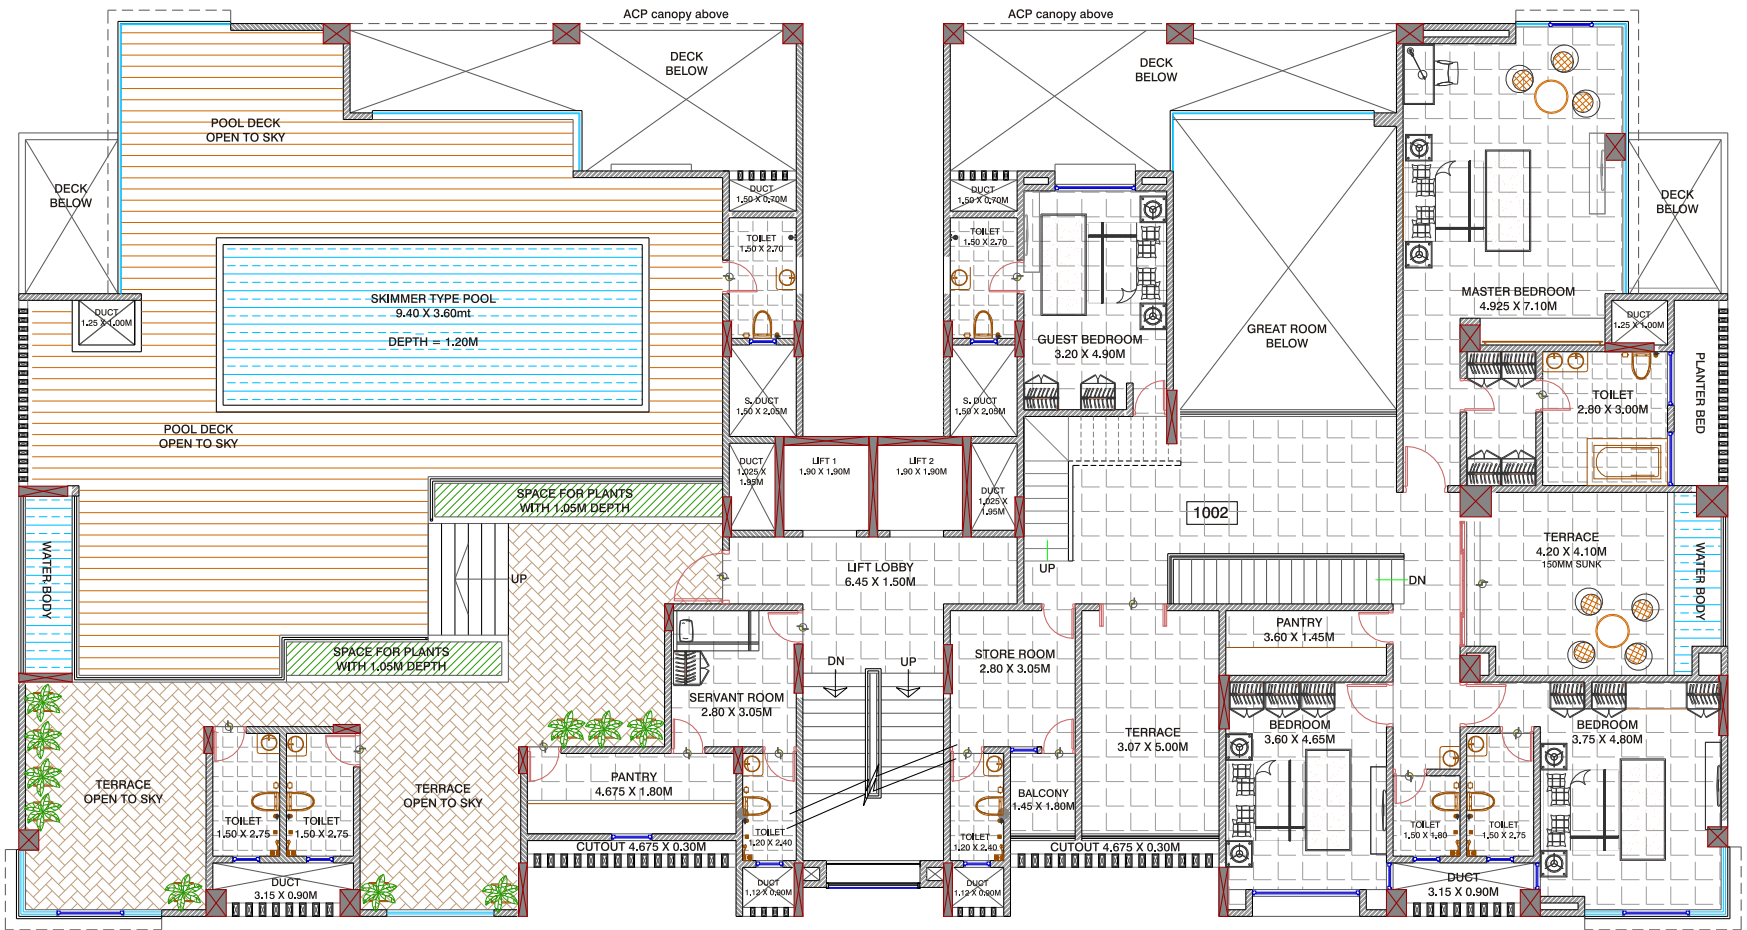 ACP canopy above
ACP canopy above
DECK
BELOW
DECK
BELOW
POOL DECK
OPEN TO SKY
DECK
BELOW
DUCT
1.50 X 0.70M
DUCT
1.50 X 0.70M
DECK
BELOW
TOILET
1.50 X 2.70
TOILET
1.50 X 2.70
SKIMMER TYPE POOL
9.40 X 3.60mt
DEPTH = 1.20M
MASTER BEDROOM
4.925 X 7.10M
DUCT
1.25 X 1.00M
DUCT
1.25 X 1.00M
GUEST BEDROOM
3.20 X 4.90M
GREAT ROOM
BELOW
PLANTER BED
TOILET
2.80 X 3.00M
S. DUCT
1.50 X 2.05M
S. DUCT
1.50 X 2.05M
POOL DECK
OPEN TO SKY
DUCT
1.025 X
1.95M
LIFT 1
1.90 X 1.90M
LIFT 2
1.90 X 1.90M
DUCT
1.025 X
1.95M
SPACE FOR PLANTS
WITH 1.05M DEPTH
1002
TERRACE
4.20 X 4.10M
150MM SUNK
WATER BODY
WATER BODY
UP
LIFT LOBBY
6.45 X 1.50M
UP
DN
PANTRY
3.60 X 1.45M
SPACE FOR PLANTS
WITH 1.05M DEPTH
DN
UP
STORE ROOM
2.80 X 3.05M
SERVANT ROOM
2.80 X 3.05M
TERRACE
3.07 X 5.00M
BEDROOM
3.60 X 4.65M
BEDROOM
3.75 X 4.80M
TERRACE
OPEN TO SKY
TERRACE
OPEN TO SKY
PANTRY
4.675 X 1.80M
BALCONY
1.45 X 1.80M
TOILET
1.50 X 2.75
TOILET
1.50 X 2.75
TOILET
1.20 X 2.40
TOILET
1.20 X 2.40
TOILET
1.50 X 1.80
TOILET
1.50 X 2.75
CUTOUT 4.675 X 0.30M
CUTOUT 4.675 X 0.30M
DUCT
3.15 X 0.90M
DUCT
1.12 X 0.90M
DUCT
1.12 X 0.90M
DUCT
3.15 X 0.90M